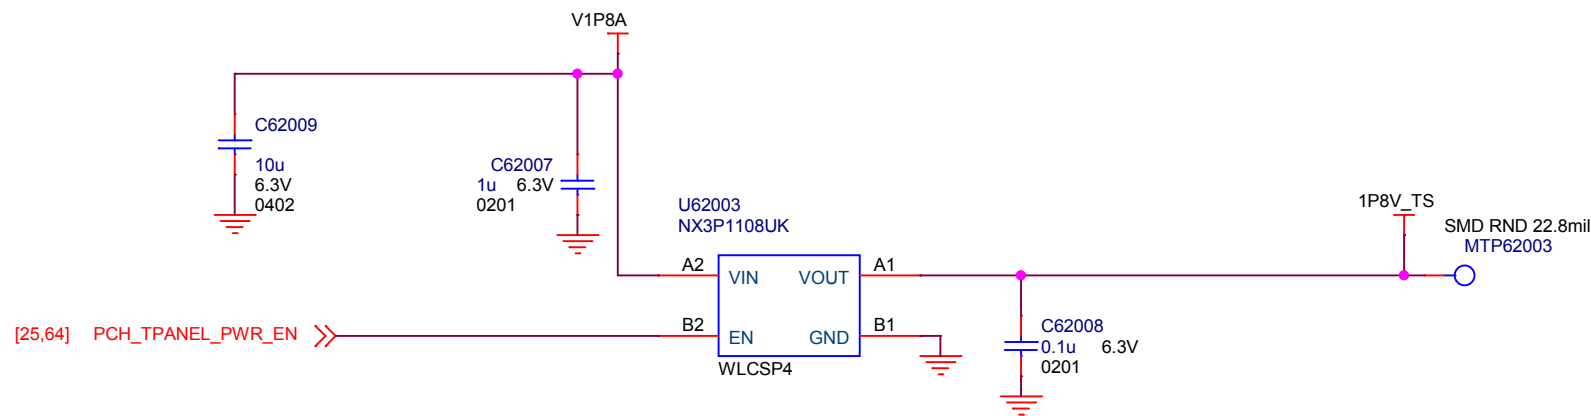 V1P8A
C62009
10u
6.3V
0402
C62007
1u 6.3V
0201
U62003
NX3P1108UK
A2 VIN VOUT A1
B2 EN GND B1
WLCSP4
[25,64] PCH_TPANEL_PWR_EN
1P8V_TS
SMD RND 22.8mil
MTP62003
C62008
0.1u 6.3V
0201